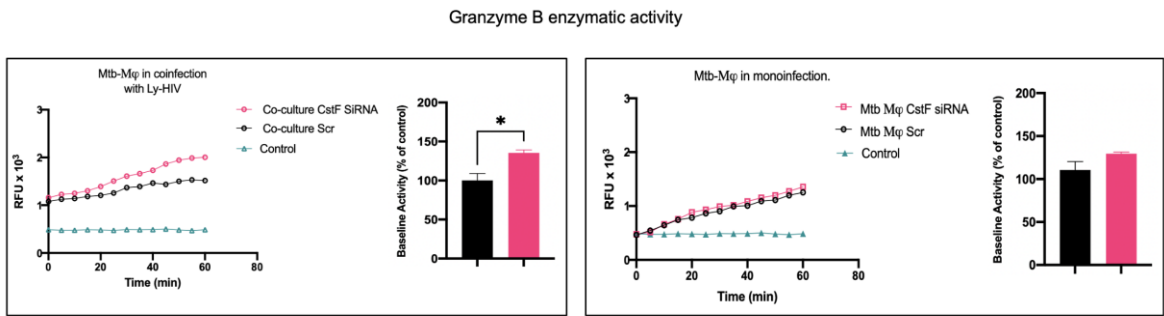 Granzyme B enzymatic activity
Mtb-Mφ in coinfection
with Ly-HIV
Co-culture CstF SiRNA
Co-culture Scr
Control
RFU x 10³
3
2
1
0
0
20
40
60
80
Time (min)
Baseline Activity (% of control)
200
150
100
50
0
*
Mtb-Mφ in monoinfection.
Mtb Mφ CstF siRNA
Mtb Mφ Scr
Control
RFU x 10³
3
2
1
0
0
20
40
60
80
Time (min)
Baseline Activity (% of control)
200
150
100
50
0